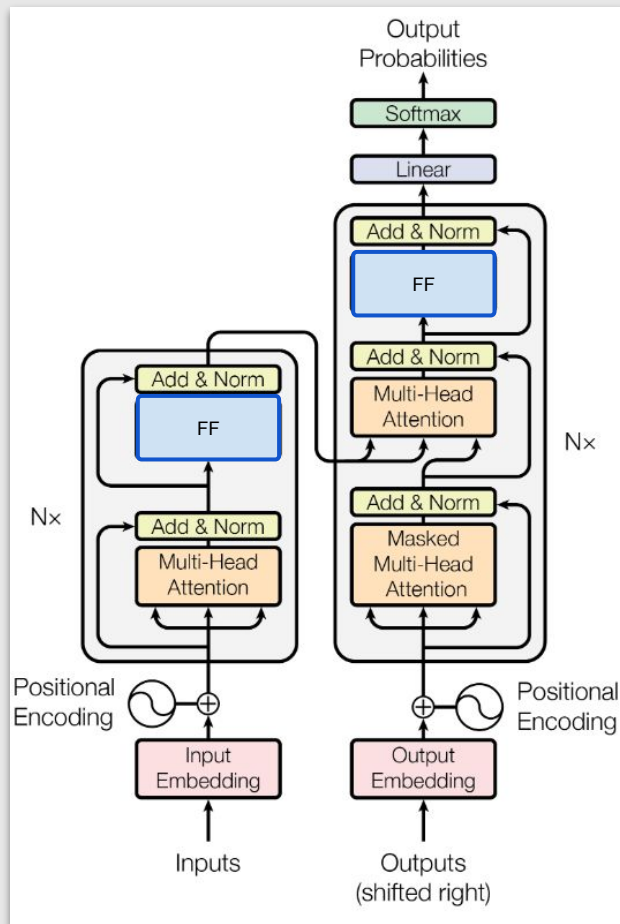 Output
Probabilities
Softmax
Linear
Add & Norm
FF
Add & Norm
Multi-Head
Attention
Add & Norm
FF
Nx
Nx
Add & Norm
Masked
Multi-Head
Attention
Add & Norm
Multi-Head
Attention
Positional
Encoding
Positional
Encoding
Input
Embedding
Output
Embedding
Inputs
Outputs
(shifted right)